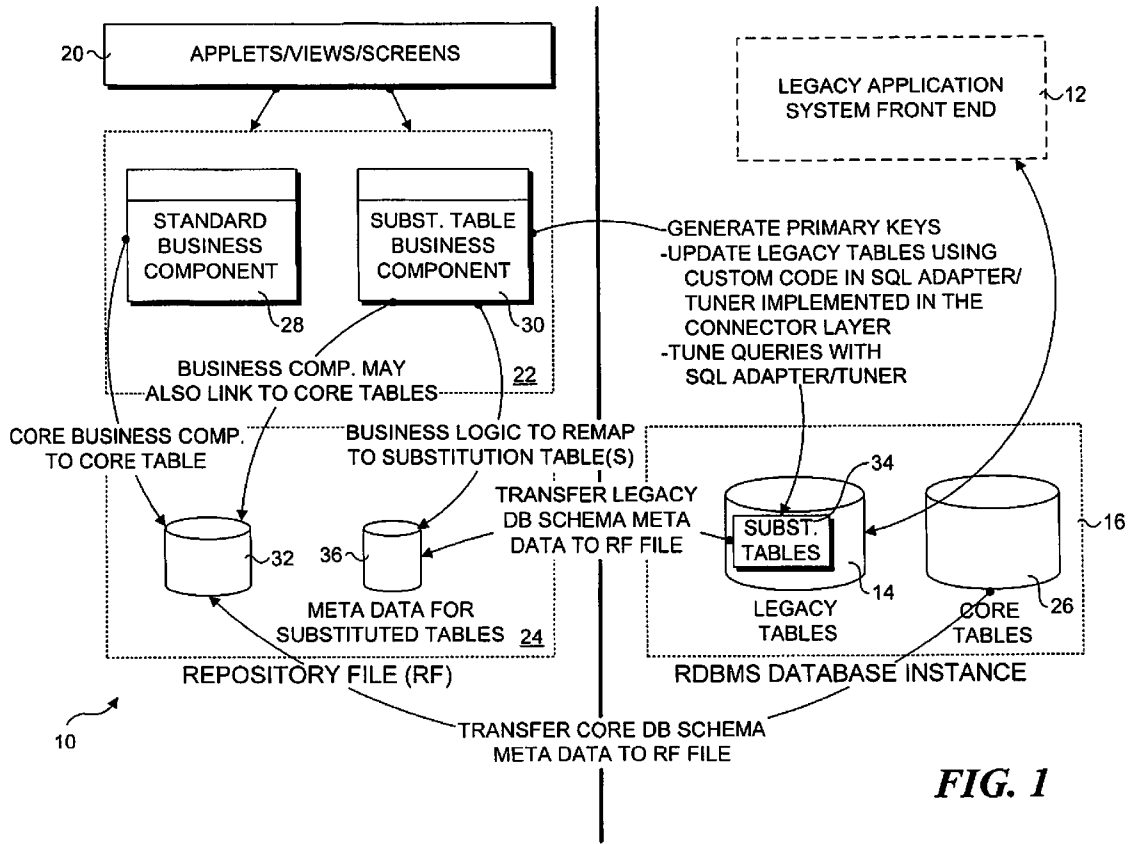 20
APPLETS/VIEWS/SCREENS
LEGACY APPLICATION
SYSTEM FRONT END
12
STANDARD
BUSINESS
COMPONENT
28
SUBST. TABLE
BUSINESS
COMPONENT
30
-GENERATE PRIMARY KEYS
-UPDATE LEGACY TABLES USING
CUSTOM CODE IN SQL ADAPTER/
TUNER IMPLEMENTED IN THE
CONNECTOR LAYER
-TUNE QUERIES WITH
SQL ADAPTER/TUNER
BUSINESS COMP. MAY
ALSO LINK TO CORE TABLES
22
CORE BUSINESS COMP.
TO CORE TABLE
BUSINESS LOGIC TO REMAP
TO SUBSTITUTION TABLE(S)
TRANSFER LEGACY
DB SCHEMA META
DATA TO RF FILE
32
36
META DATA FOR
SUBSTITUTED TABLES
24
REPOSITORY FILE (RF)
34
SUBST.
TABLES
14
LEGACY
TABLES
26
CORE
TABLES
16
RDBMS DATABASE INSTANCE
10
TRANSFER CORE DB SCHEMA
META DATA TO RF FILE
FIG. 1